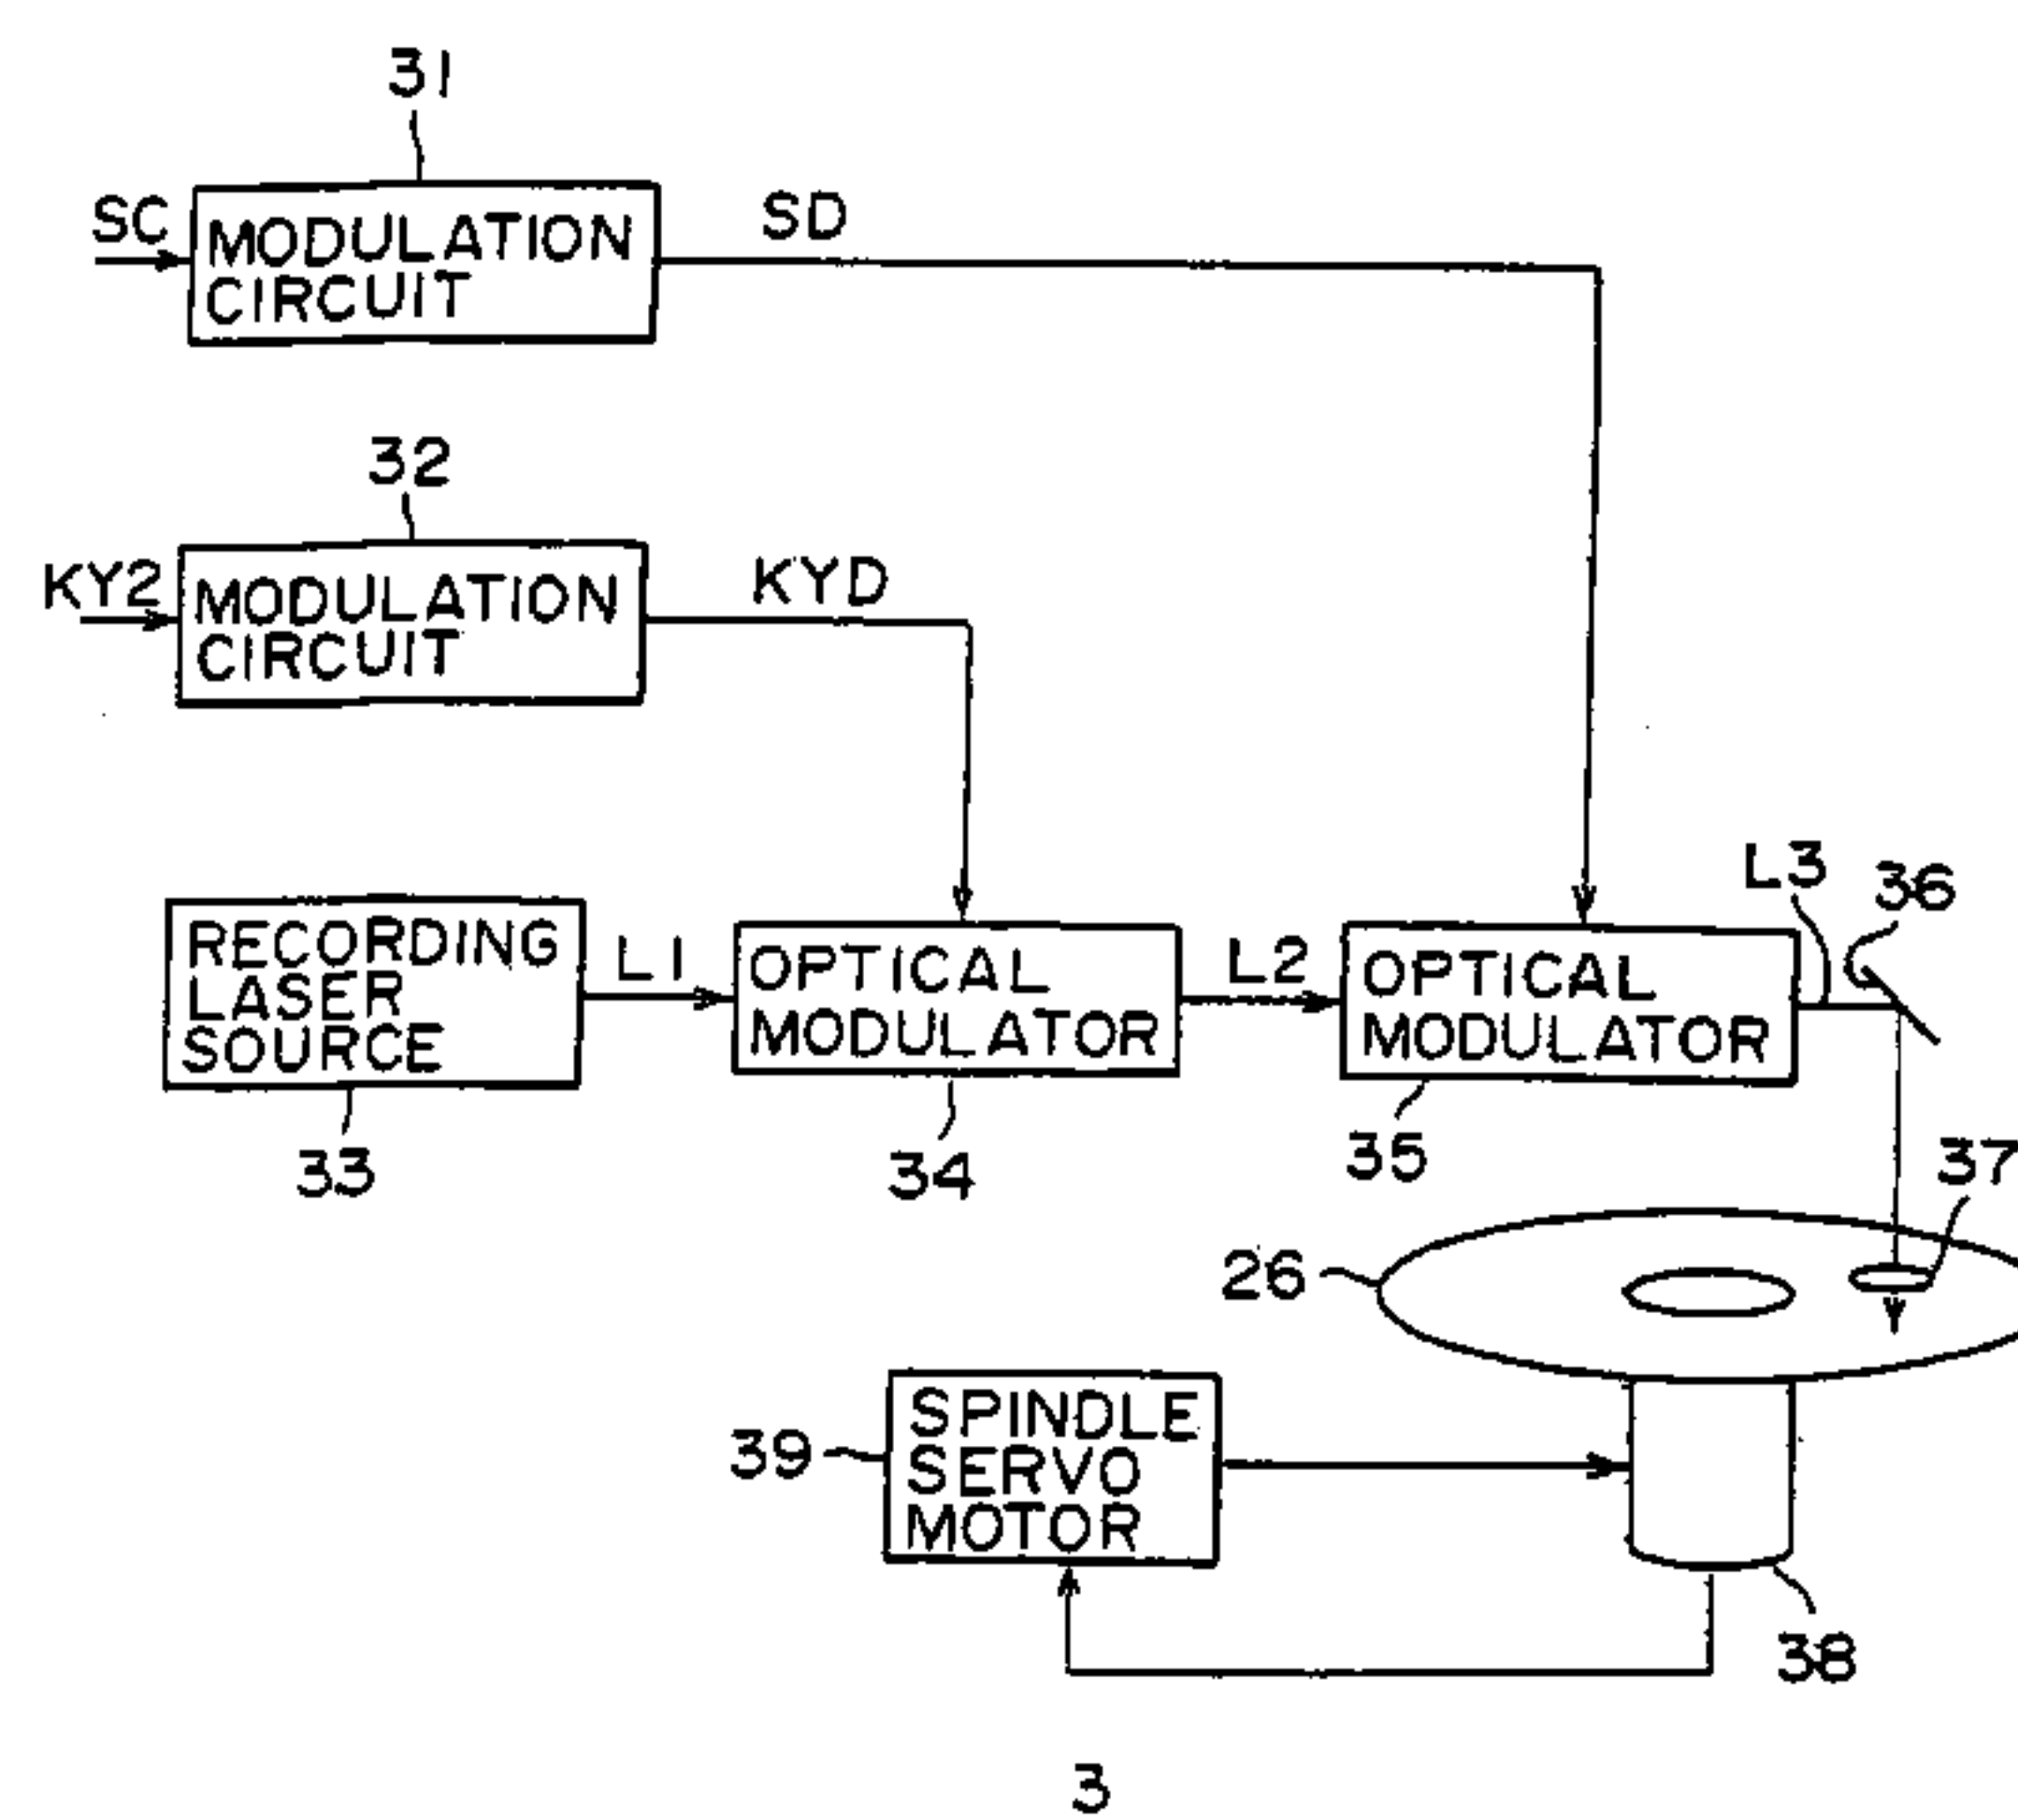 31
SC
MODULATION
CIRCUIT
SD
32
KY2
MODULATION
CIRCUIT
KYD
RECORDING
LASER
SOURCE
33
L1
OPTICAL
MODULATOR
34
L2
OPTICAL
MODULATOR
35
L3
36
37
26
39
SPINDLE
SERVO
MOTOR
38
3